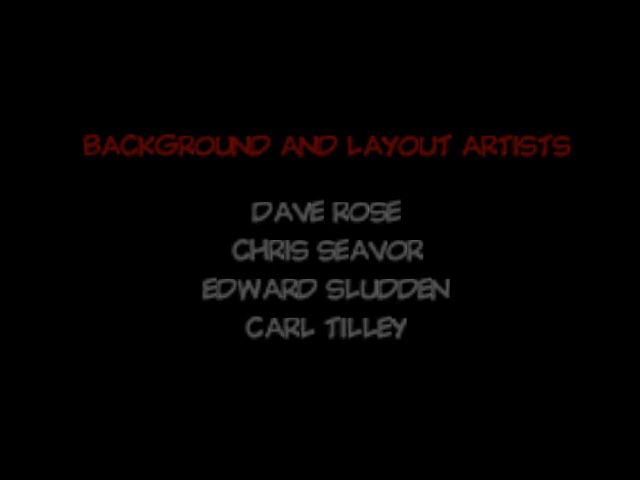 BACKGROUND AND LAYOUT ARTISTS
DAVE ROSE
CHRIS SEAVOR
EDWARD SLUDDEN
CARL TILLEY